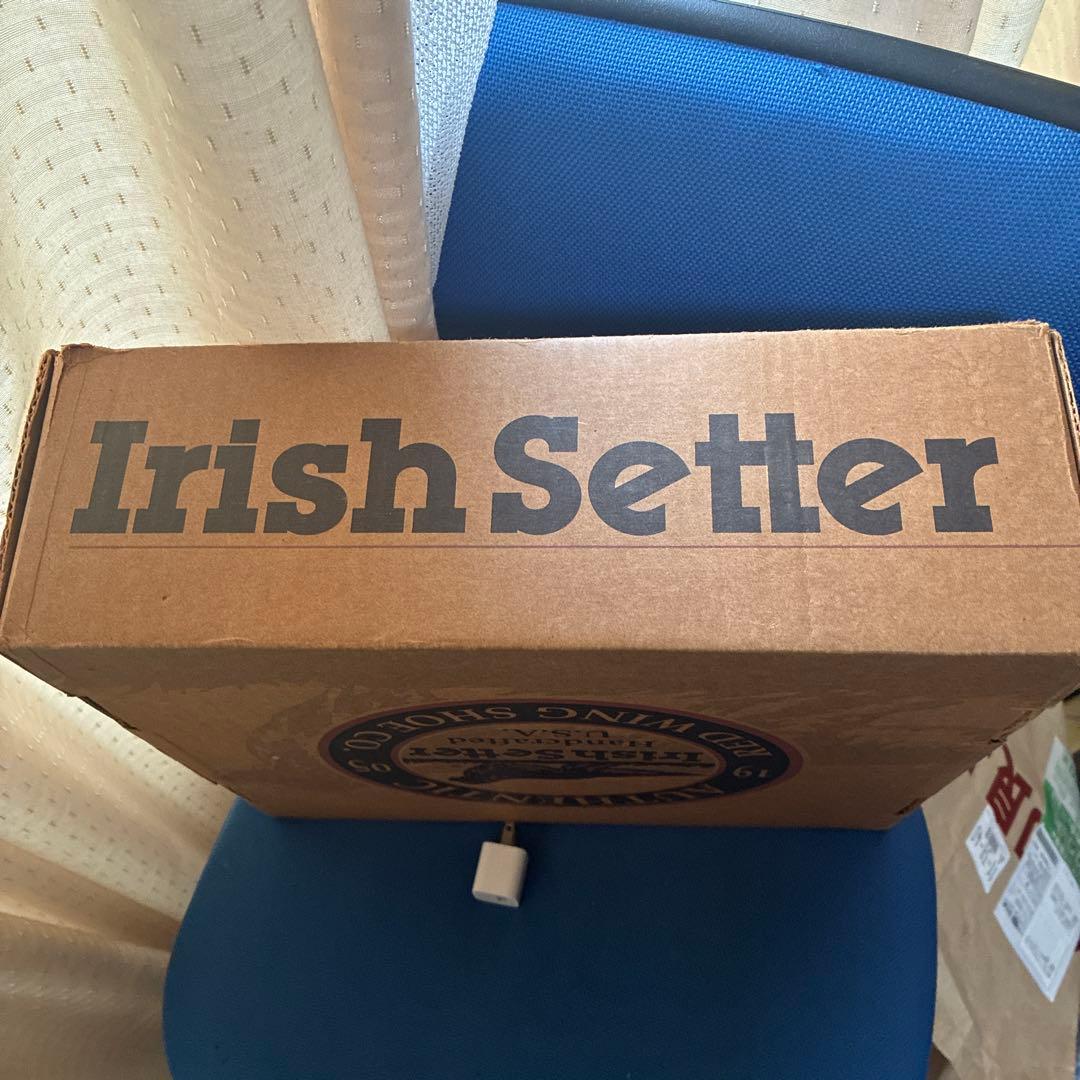 Irish Setter
AUTHENTIC
19 05
Irish Setter
Handcrafted
U.S.A.
RED WING SHOE CO.